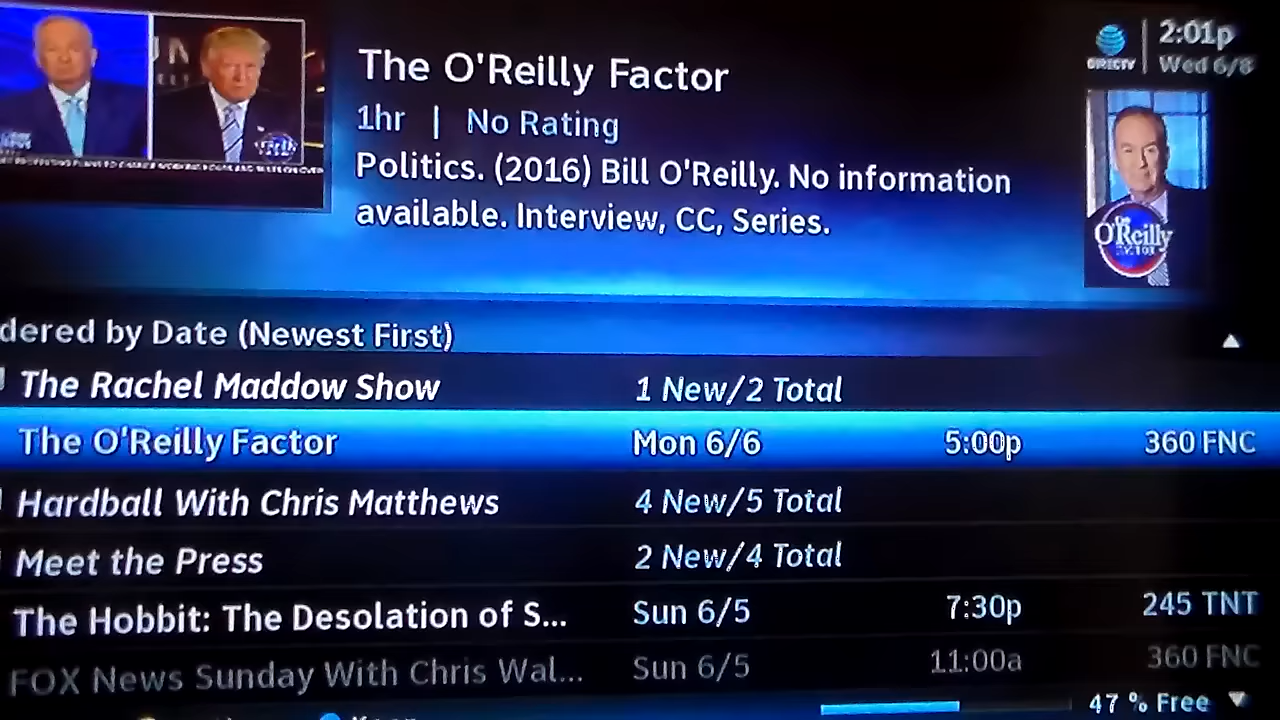 The O'Reilly Factor
1hr | No Rating
Politics. (2016) Bill O'Reilly. No information
available. Interview, CC, Series.
DIRECTV
2:01p
Wed 6/8
The O'Reilly Factor
dered by Date (Newest First)
The Rachel Maddow Show 1 New/2 Total
The O'Reilly Factor Mon 6/6 5:00p 360 FNC
Hardball With Chris Matthews 4 New/5 Total
Meet the Press 2 New/4 Total
The Hobbit: The Desolation of S... Sun 6/5 7:30p 245 TNT
FOX News Sunday With Chris Wal... Sun 6/5 11:00a 360 FNC
47 % Free